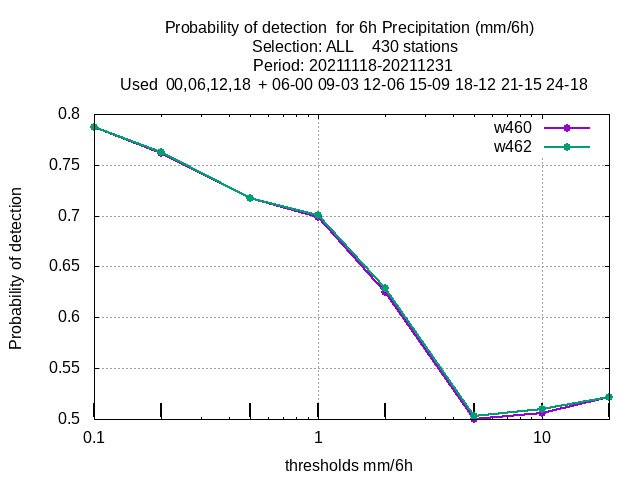 Probability of detection  for 6h Precipitation (mm/6h)
Selection: ALL    430 stations
Period: 20211118-20211231
Used  00,06,12,18  + 06-00 09-03 12-06 15-09 18-12 21-15 24-18
w460
w462
0.8
0.75
0.7
0.65
0.6
0.55
0.5
Probability of detection
0.1 1 10
thresholds mm/6h